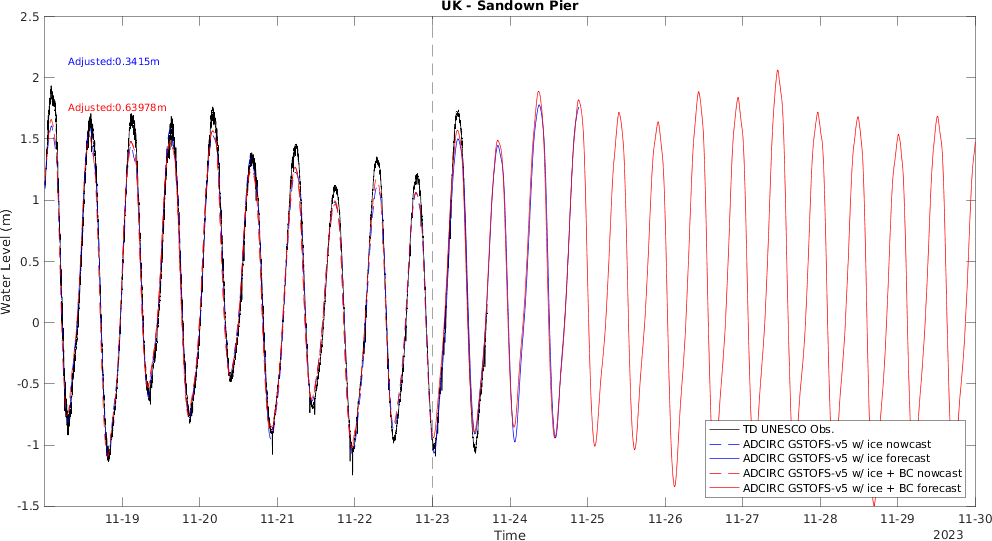 UK - Sandown Pier
2.5
2
1.5
1
0.5
0
-0.5
-1
-1.5
Water Level (m)
Adjusted:0.3415m
Adjusted:0.63978m
TD UNESCO Obs.
ADCIRC GSTOFS-v5 w/ ice nowcast
ADCIRC GSTOFS-v5 w/ ice forecast
ADCIRC GSTOFS-v5 w/ ice + BC nowcast
ADCIRC GSTOFS-v5 w/ ice + BC forecast
11-19 11-20 11-21 11-22 11-23 11-24 11-25 11-26 11-27 11-28 11-29 11-30
Time
2023